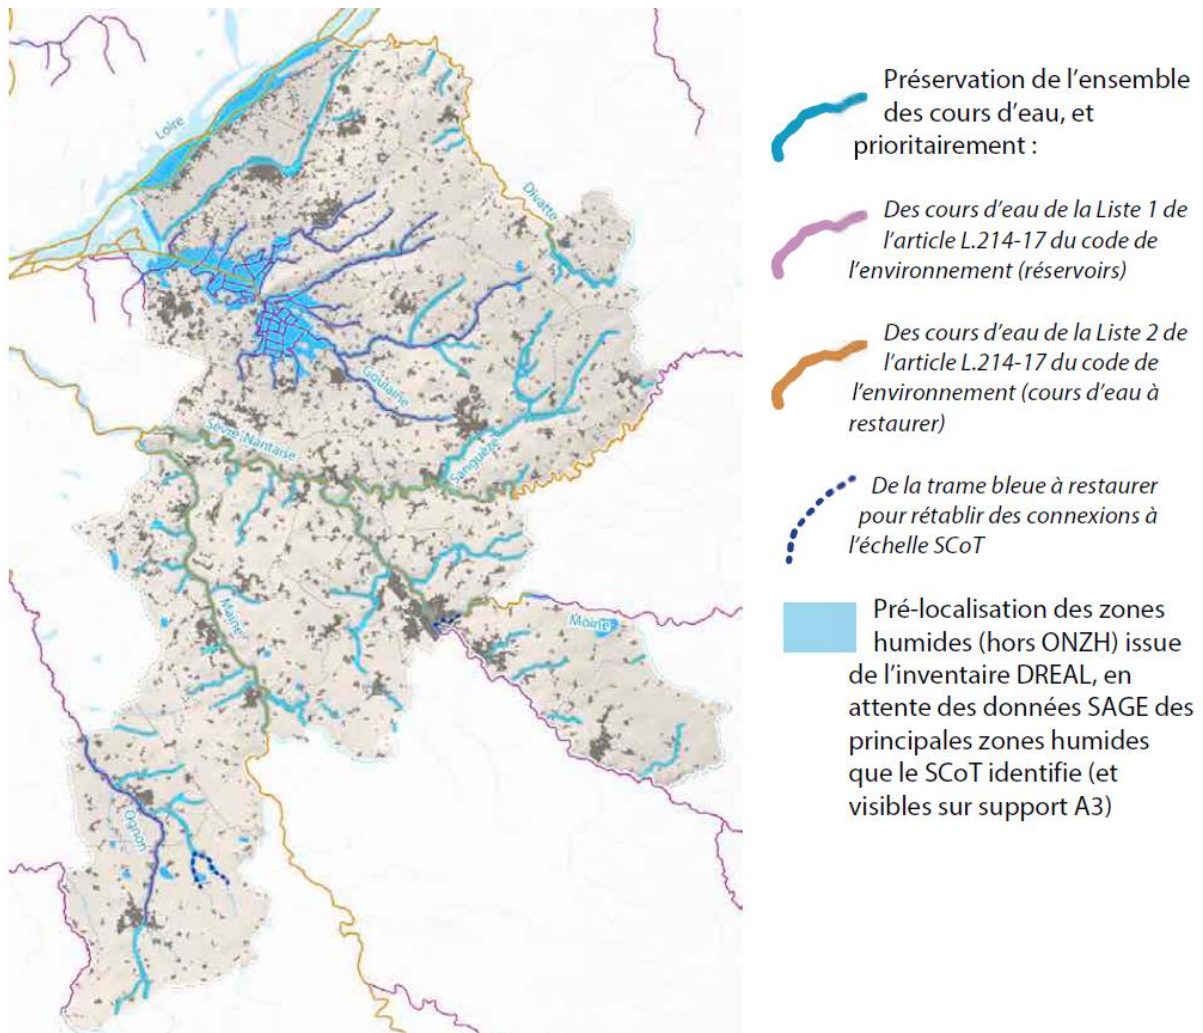 Loire
Divatte
Goulaine
Sèvre Nantaise
Sanguèze
Maine
Moine
Ognon
Préservation de l'ensemble
des cours d'eau, et
prioritairement :
Des cours d'eau de la Liste 1 de
l'article L.214-17 du code de
l'environnement (réservoirs)
Des cours d'eau de la Liste 2 de
l'article L.214-17 du code de
l'environnement (cours d'eau à
restaurer)
De la trame bleue à restaurer
pour rétablir des connexions à
l'échelle SCoT
Pré-localisation des zones
humides (hors ONZH) issue
de l'inventaire DREAL, en
attente des données SAGE des
principales zones humides
que le SCoT identifie (et
visibles sur support A3)